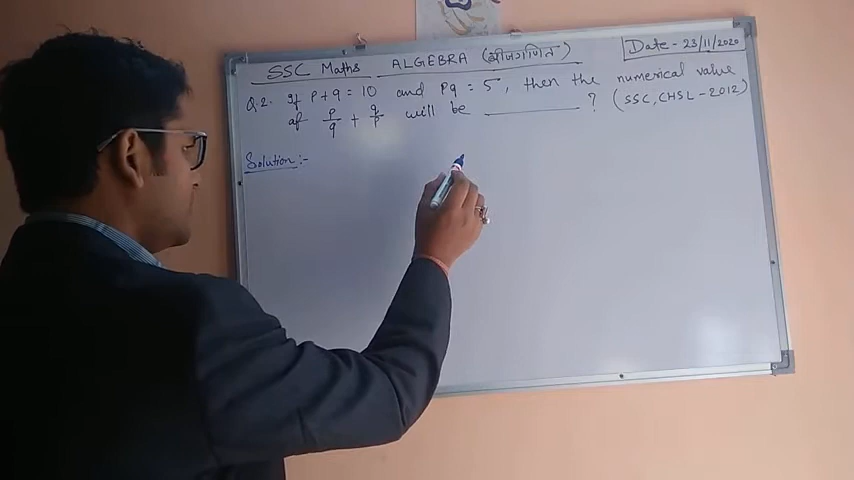 SSC Maths ALGEBRA (बीजगणित) Date - 23/11/2020
Q.2. If p+q = 10 and pq = 5, then the numerical value
of p/q + q/p will be ________ ? (SSC, CHSL - 2012)
Solution :-